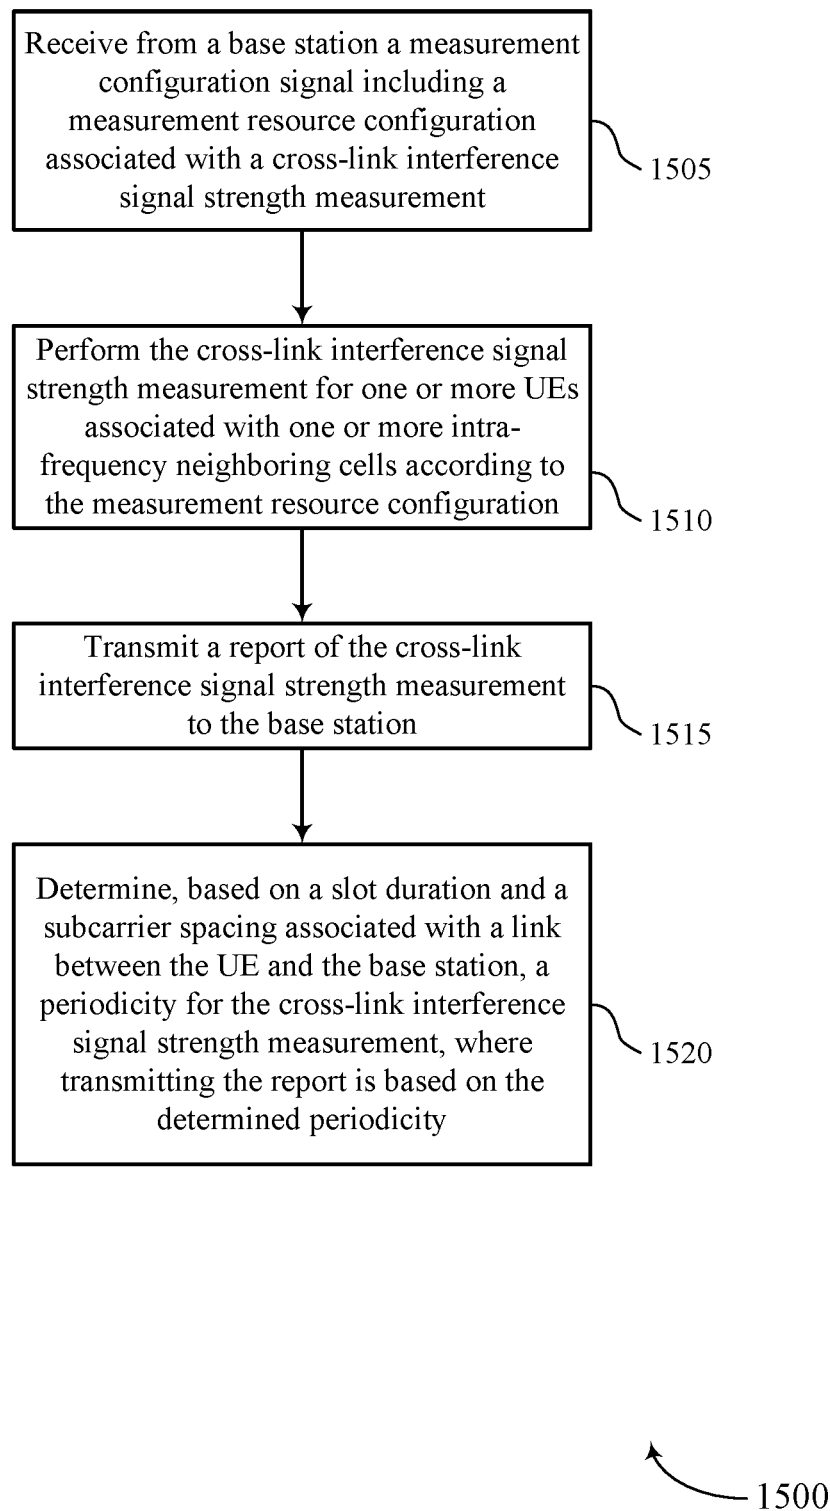 Receive from a base station a measurement
configuration signal including a
measurement resource configuration
associated with a cross-link interference
signal strength measurement
1505
Perform the cross-link interference signal
strength measurement for one or more UEs
associated with one or more intra-
frequency neighboring cells according to
the measurement resource configuration
1510
Transmit a report of the cross-link
interference signal strength measurement
to the base station
1515
Determine, based on a slot duration and a
subcarrier spacing associated with a link
between the UE and the base station, a
periodicity for the cross-link interference
signal strength measurement, where
transmitting the report is based on the
determined periodicity
1520
1500